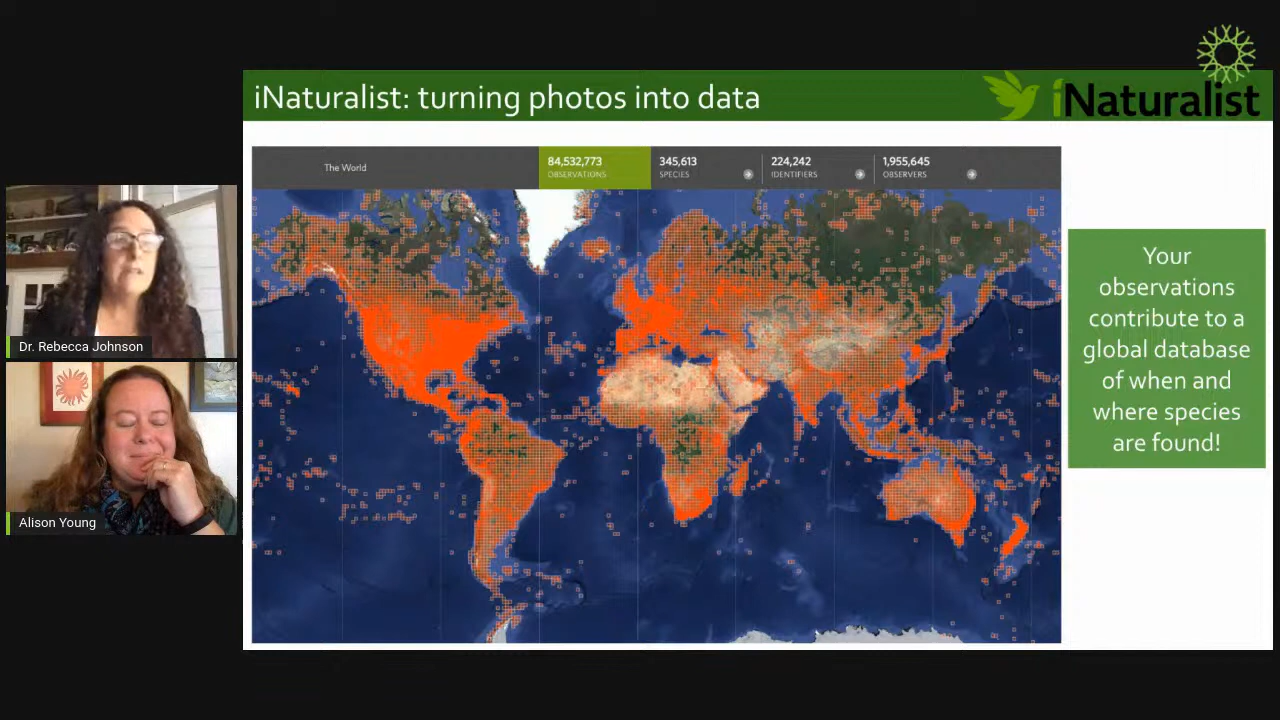 iNaturalist: turning photos into data
iNaturalist
The World
84,532,773
OBSERVATIONS
345,613
SPECIES
224,242
IDENTIFIERS
1,955,645
OBSERVERS
Your
observations
contribute to a
global database
of when and
where species
are found!
Dr. Rebecca Johnson
Alison Young